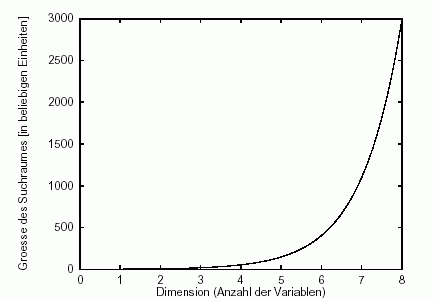 Groesse des Suchraumes [in beliebigen Einheiten]
3000
2500
2000
1500
1000
500
0
0 1 2 3 4 5 6 7 8
Dimension (Anzahl der Variablen)